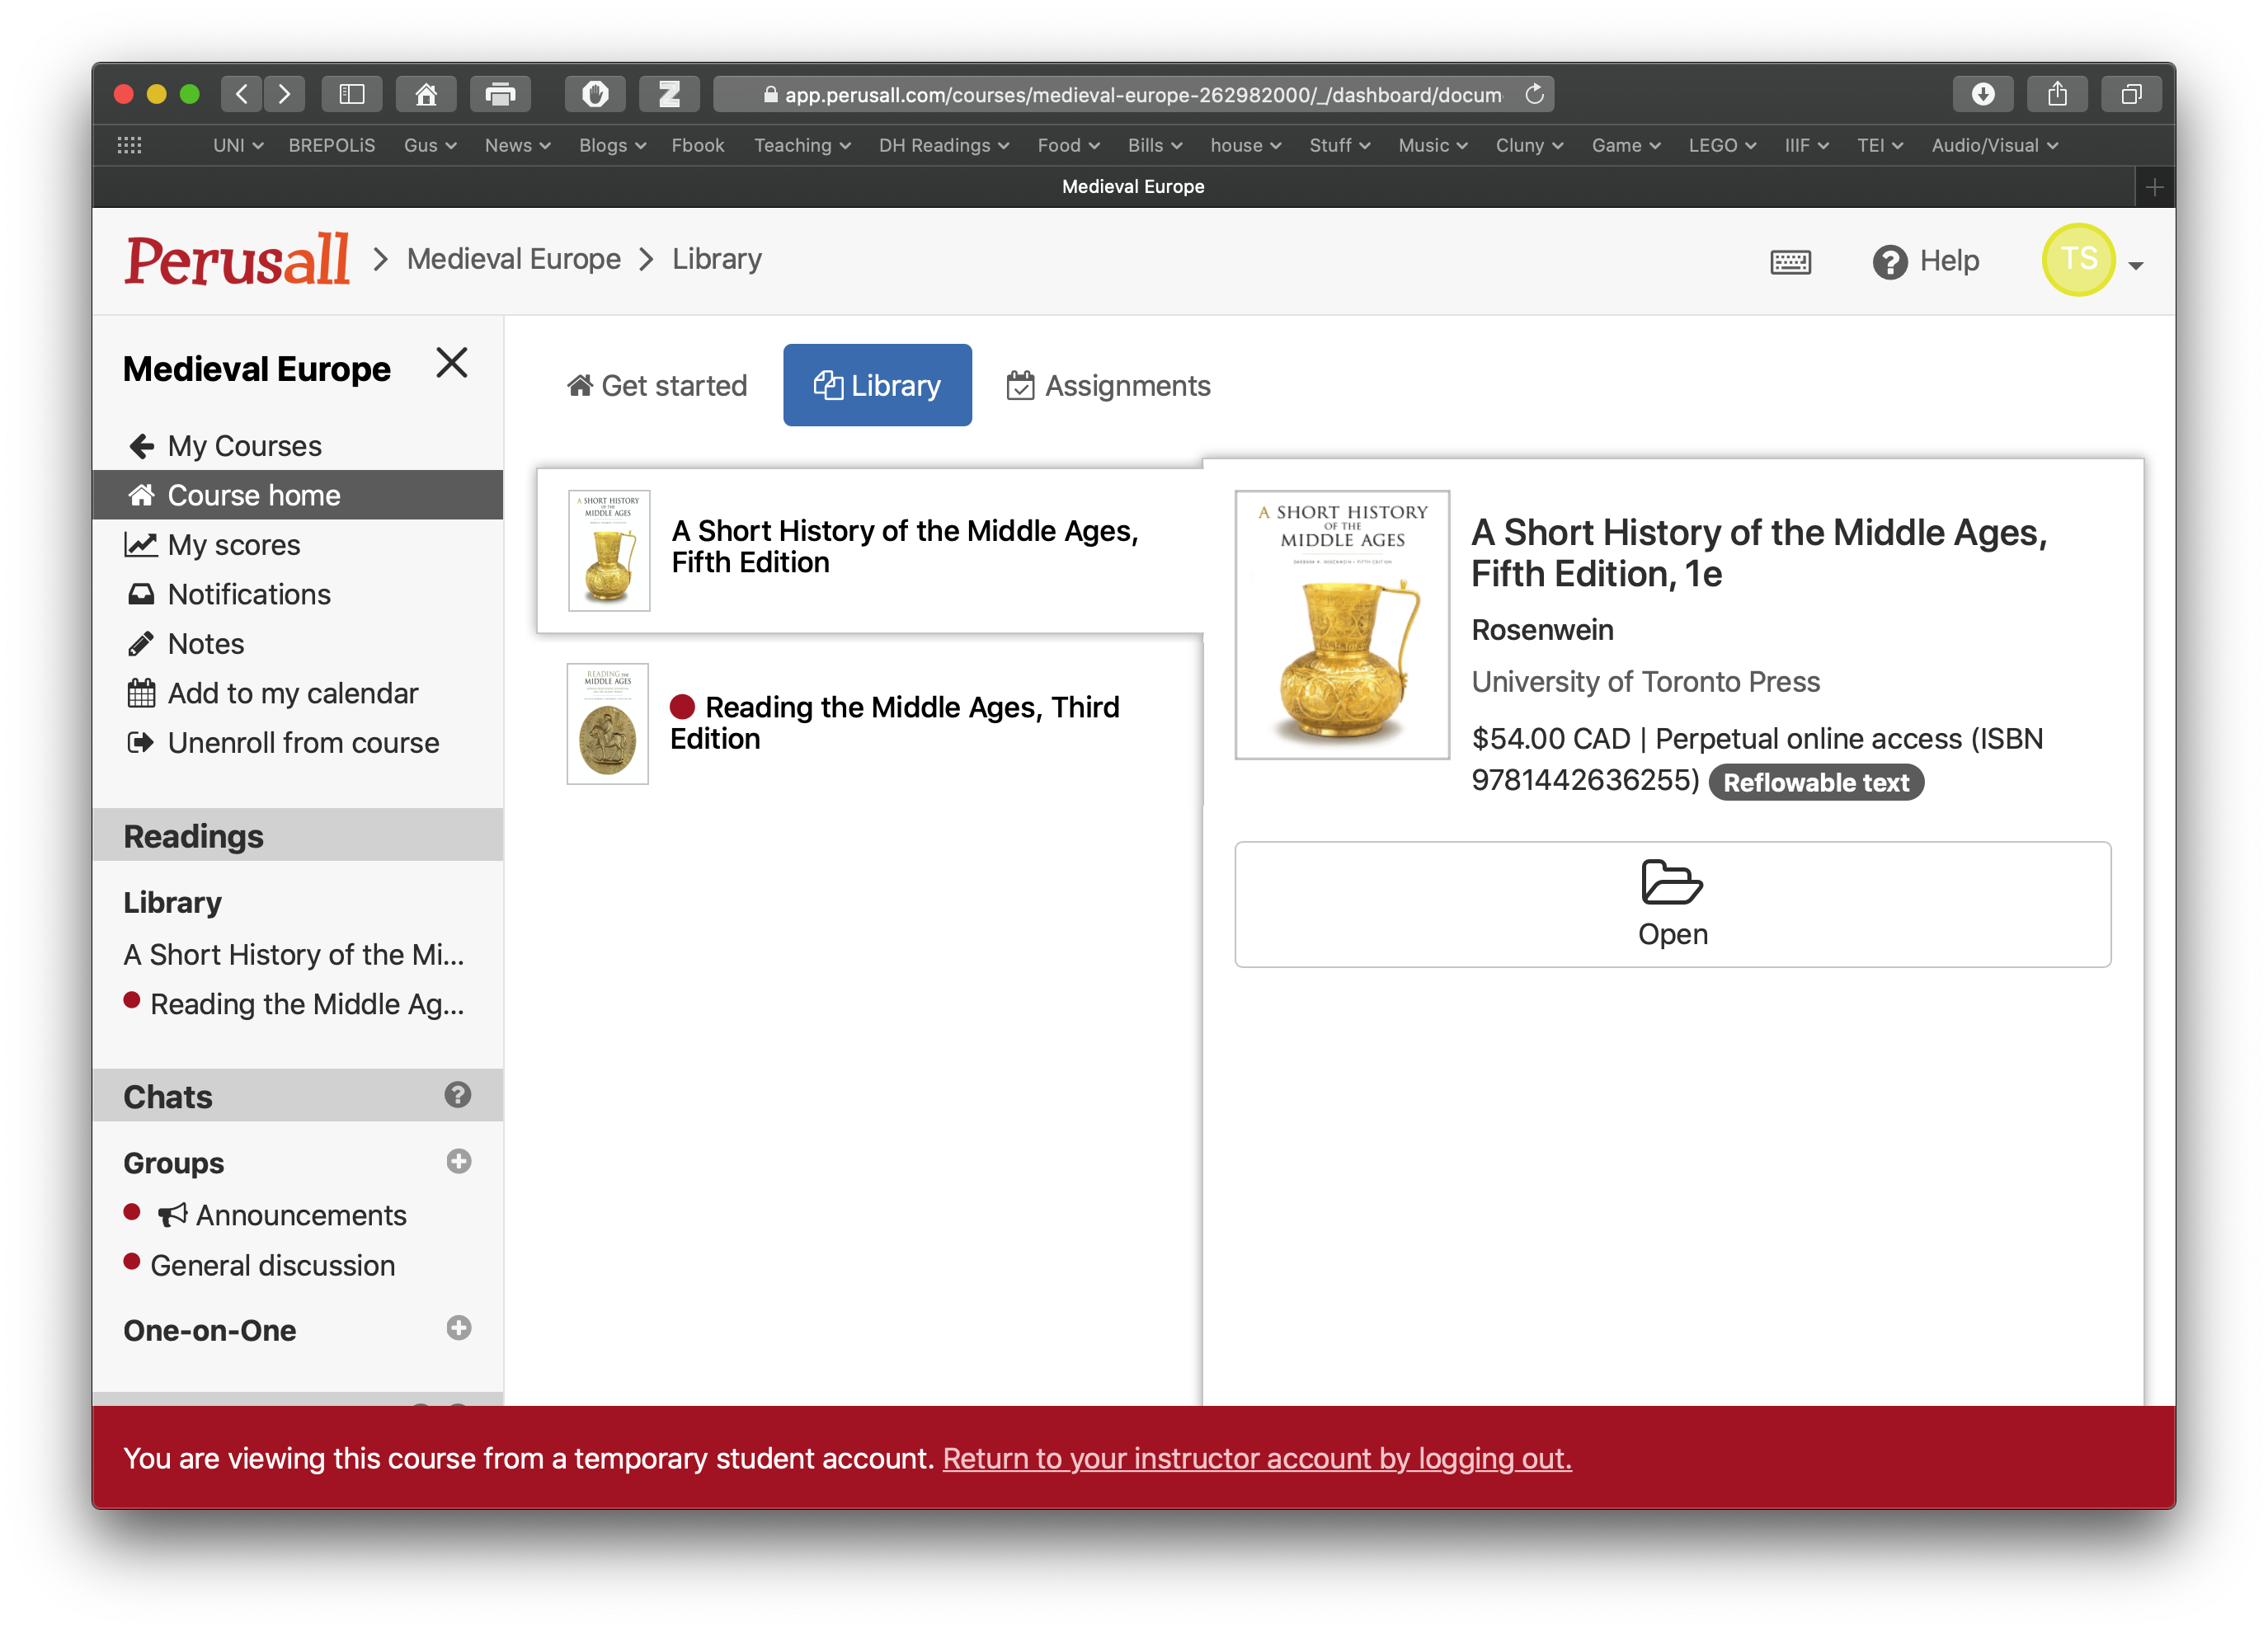 app.perusall.com/courses/medieval-europe-262982000/_/dashboard/docum
UNI BREPOLiS Gus News Blogs Fbook Teaching DH Readings Food Bills house Stuff Music Cluny Game LEGO IIIF TEI Audio/Visual
Medieval Europe
Perusall > Medieval Europe > Library
Help
TS
Medieval Europe
My Courses
Course home
My scores
Notifications
Notes
Add to my calendar
Unenroll from course
Readings
Library
A Short History of the Mi...
Reading the Middle Ag...
Chats
Groups
Announcements
General discussion
One-on-One
Get started
Library
Assignments
A SHORT HISTORY
OF THE
MIDDLE AGES
A Short History of the Middle Ages,
Fifth Edition
READING THE
MIDDLE AGES
Reading the Middle Ages, Third
Edition
A SHORT HISTORY
OF THE
MIDDLE AGES
BARBARA H. ROSENWEIN • FIFTH EDITION
A Short History of the Middle Ages,
Fifth Edition, 1e
Rosenwein
University of Toronto Press
$54.00 CAD | Perpetual online access (ISBN
9781442636255) Reflowable text
Open
You are viewing this course from a temporary student account. Return to your instructor account by logging out.